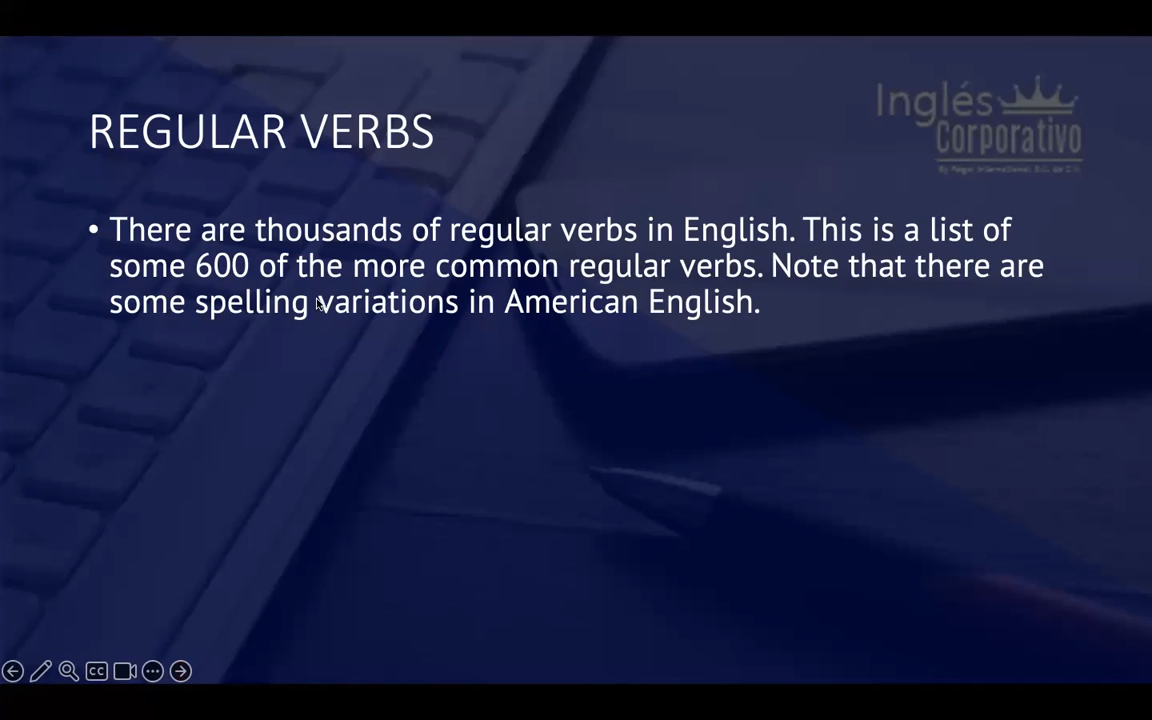 Inglés
Corporativo
REGULAR VERBS
• There are thousands of regular verbs in English. This is a list of
some 600 of the more common regular verbs. Note that there are
some spelling variations in American English.
CC